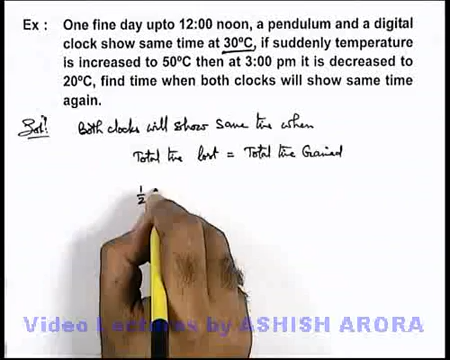 Ex : One fine day upto 12:00 noon, a pendulum and a digital
clock show same time at 30ºC, if suddenly temperature
is increased to 50ºC then at 3:00 pm it is decreased to
20ºC, find time when both clocks will show same time
again.
Sol? Both clocks will show same time when
Total time lost = Total time Gained
1/2
Video Lectures by ASHISH ARORA